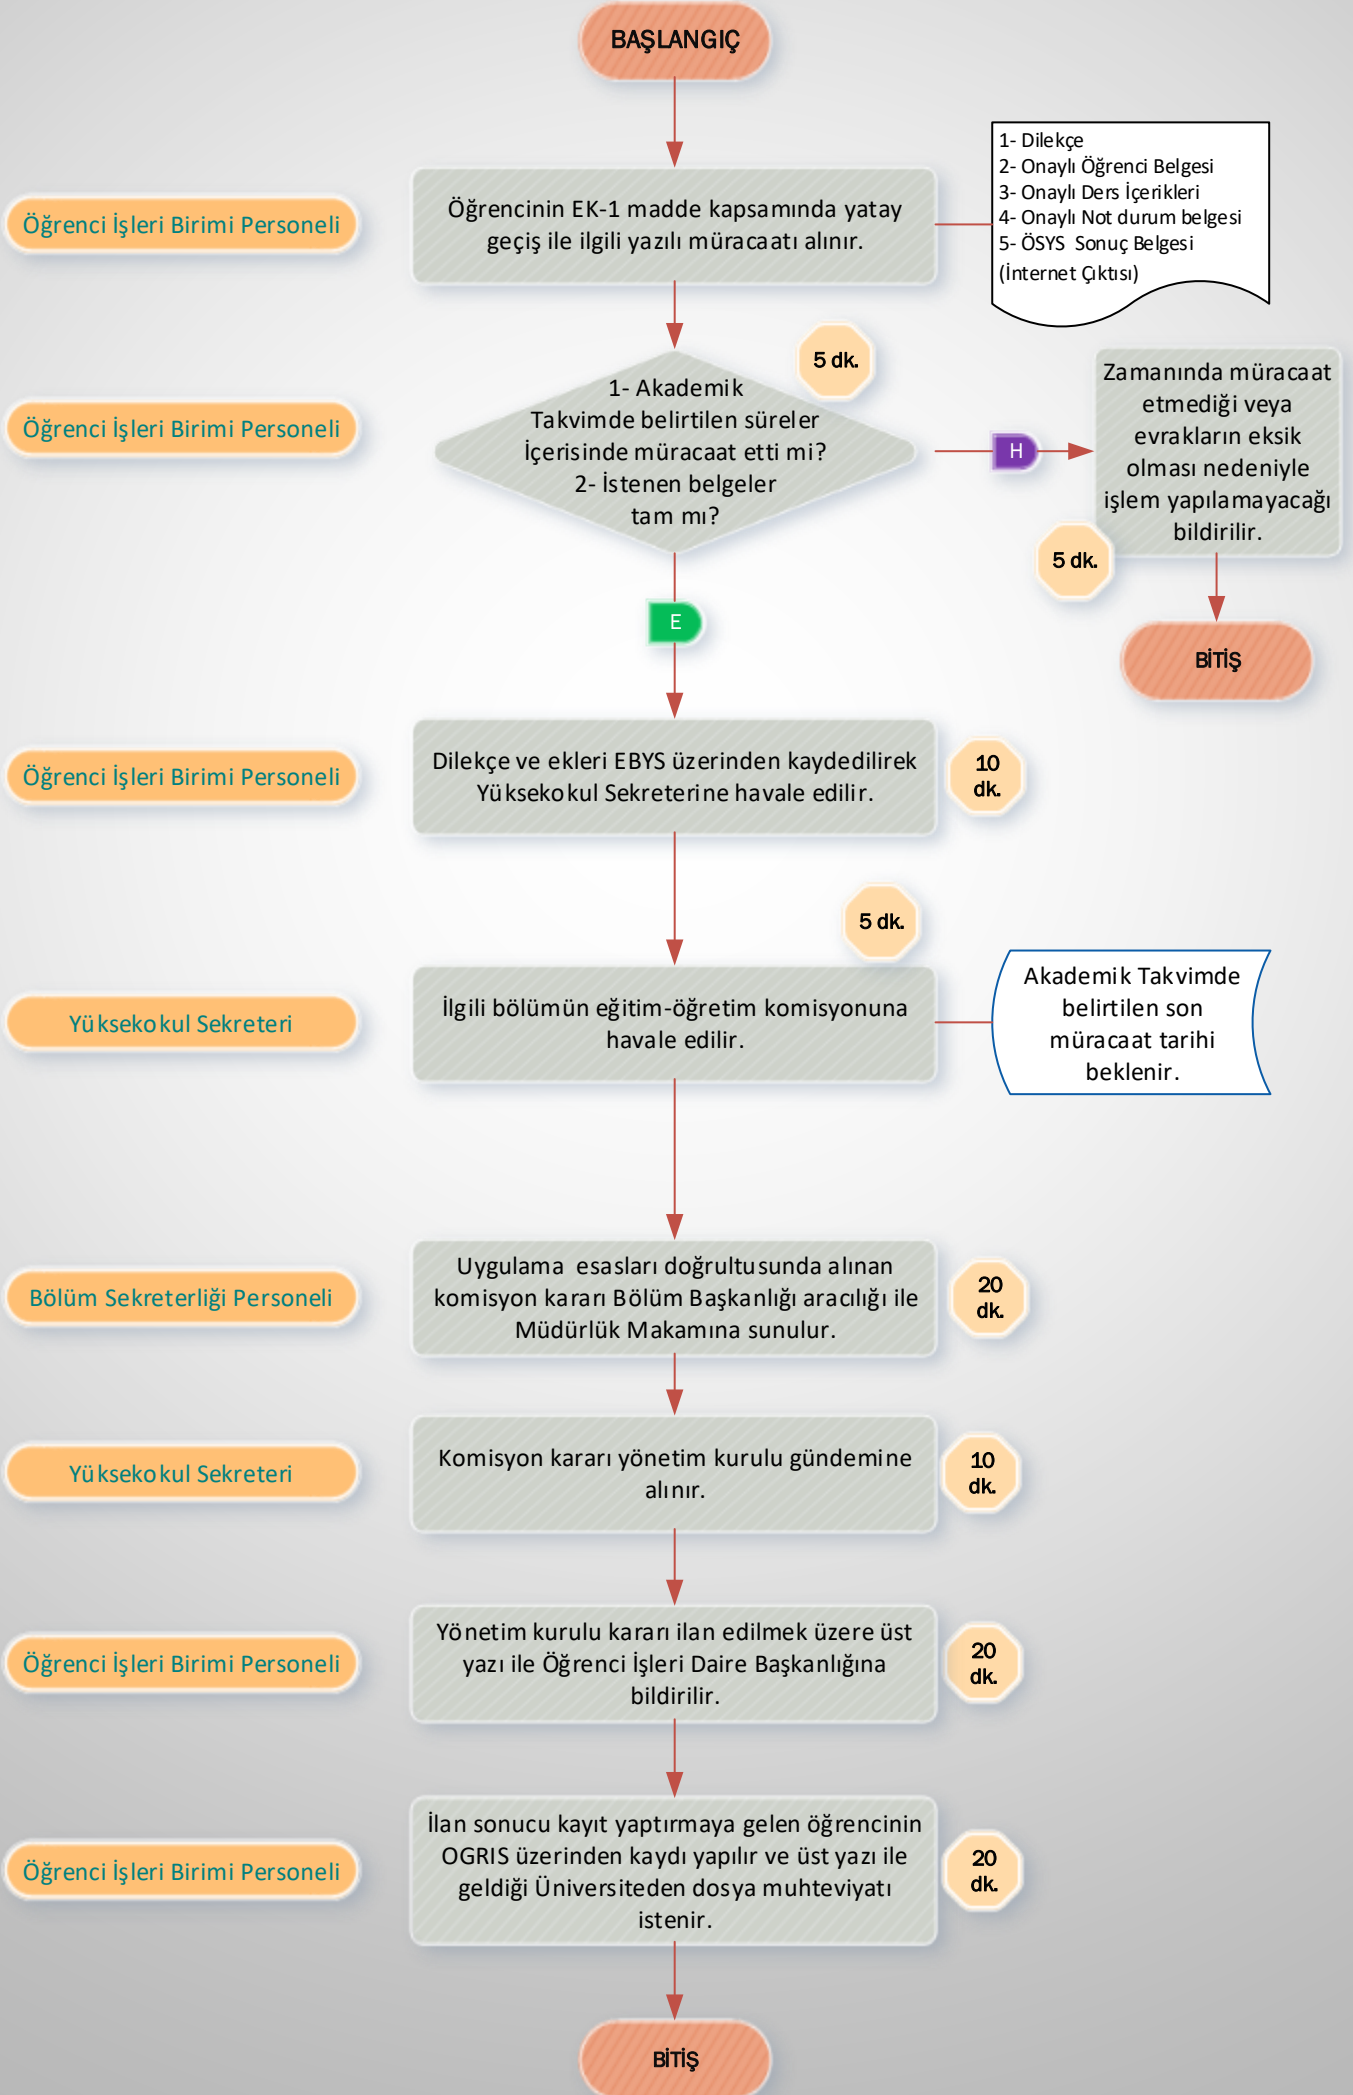 BAŞLANGIÇ
Öğrenci İşleri Birimi Personeli
Öğrencinin EK-1 madde kapsamında yatay
geçiş ile ilgili yazılı müracaatı alınır.
1- Dilekçe
2- Onaylı Öğrenci Belgesi
3- Onaylı Ders İçerikleri
4- Onaylı Not durum belgesi
5- ÖSYS Sonuç Belgesi
(İnternet Çıktısı)
Öğrenci İşleri Birimi Personeli
1- Akademik
Takvimde belirtilen süreler
İçerisinde müracaat etti mi?
2- İstenen belgeler
tam mı?
5 dk.
H
Zamanında müracaat
etmediği veya
evrakların eksik
olması nedeniyle
işlem yapılamayacağı
bildirilir.
5 dk.
BİTİŞ
E
Öğrenci İşleri Birimi Personeli
Dilekçe ve ekleri EBYS üzerinden kaydedilirek
Yüksekokul Sekreterine havale edilir.
10
dk.
5 dk.
Yüksekokul Sekreteri
İlgili bölümün eğitim-öğretim komisyonuna
havale edilir.
Akademik Takvimde
belirtilen son
müracaat tarihi
beklenir.
Bölüm Sekreterliği Personeli
Uygulama esasları doğrultusunda alınan
komisyon kararı Bölüm Başkanlığı aracılığı ile
Müdürlük Makamına sunulur.
20
dk.
Yüksekokul Sekreteri
Komisyon kararı yönetim kurulu gündemine
alınır.
10
dk.
Öğrenci İşleri Birimi Personeli
Yönetim kurulu kararı ilan edilmek üzere üst
yazı ile Öğrenci İşleri Daire Başkanlığına
bildirilir.
20
dk.
Öğrenci İşleri Birimi Personeli
İlan sonucu kayıt yaptırmaya gelen öğrencinin
OGRIS üzerinden kaydı yapılır ve üst yazı ile
geldiği Üniversiteden dosya muhteviyatı
istenir.
20
dk.
BİTİŞ